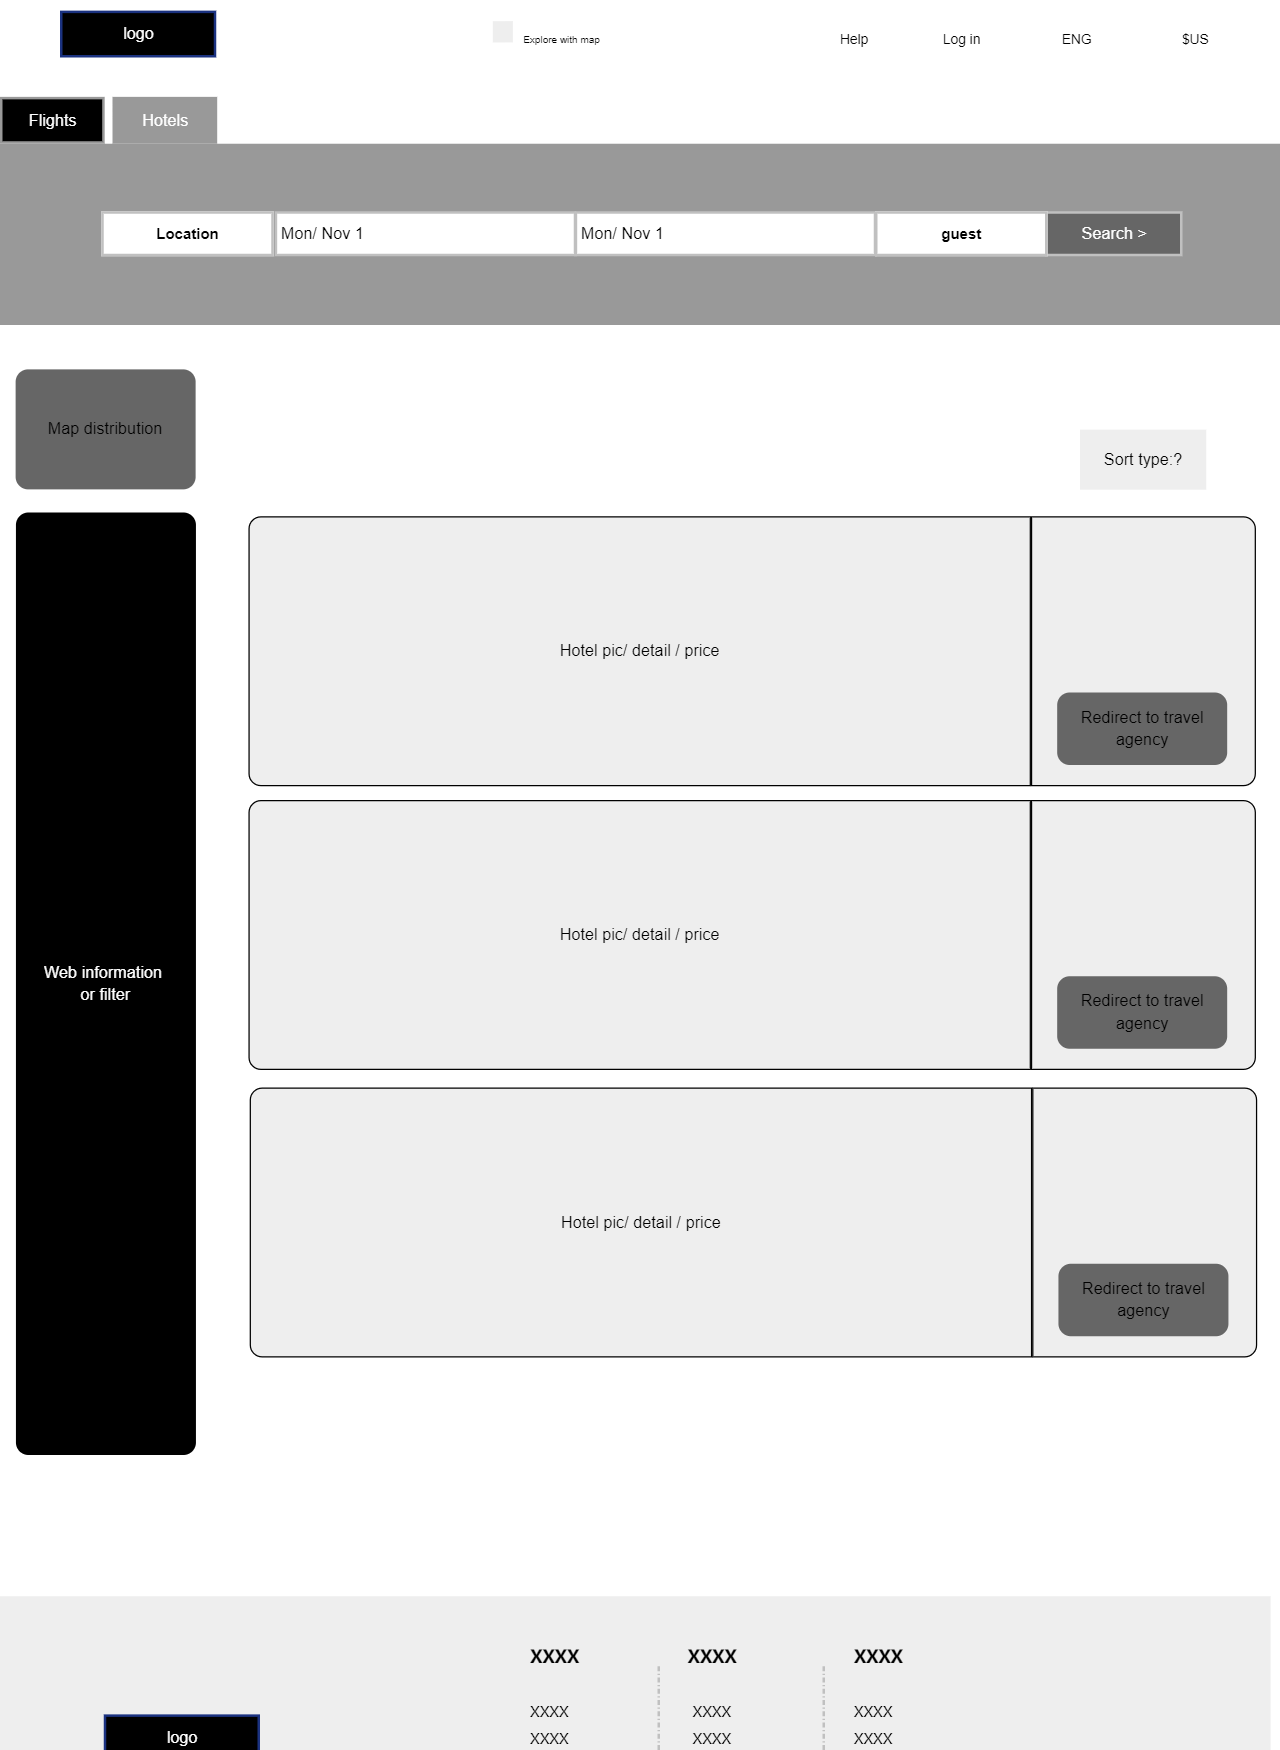 logo
Explore with map
Help
Log in
ENG
$US
Flights
Hotels
Location
Mon/ Nov 1
Mon/ Nov 1
guest
Search >
Map distribution
Sort type:?
Web information
or filter
Hotel pic/ detail / price
Redirect to travel
agency
Hotel pic/ detail / price
Redirect to travel
agency
Hotel pic/ detail / price
Redirect to travel
agency
logo
XXXX
XXXX
XXXX
XXXX
XXXX
XXXX
XXXX
XXXX
XXXX